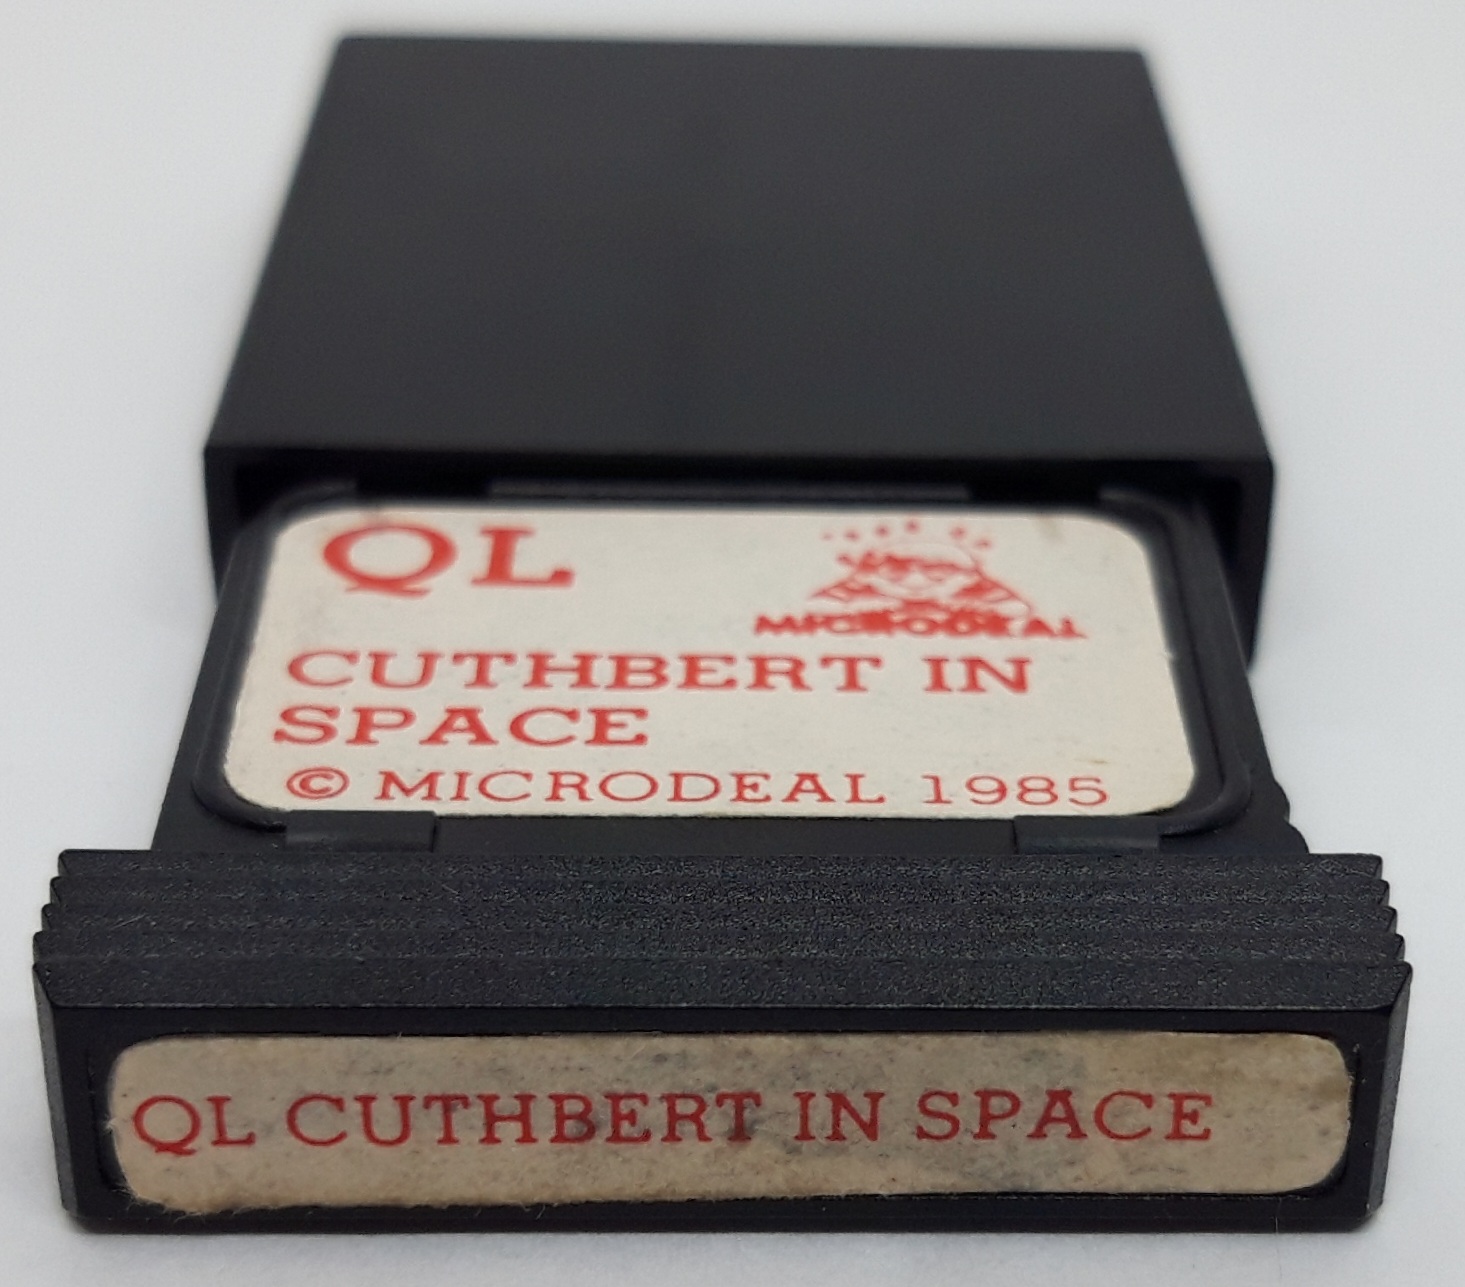 QL
MICRODEAL
CUTHBERT IN
SPACE
© MICRODEAL 1985
QL CUTHBERT IN SPACE